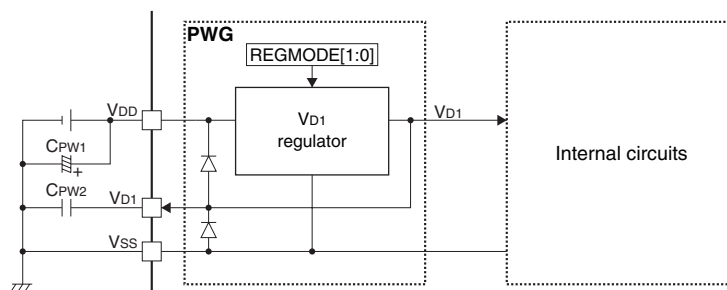 PWG
REGMODE[1:0]
VDD
VD1
regulator
VD1
Internal circuits
CPW1
+
CPW2
VD1
VSS